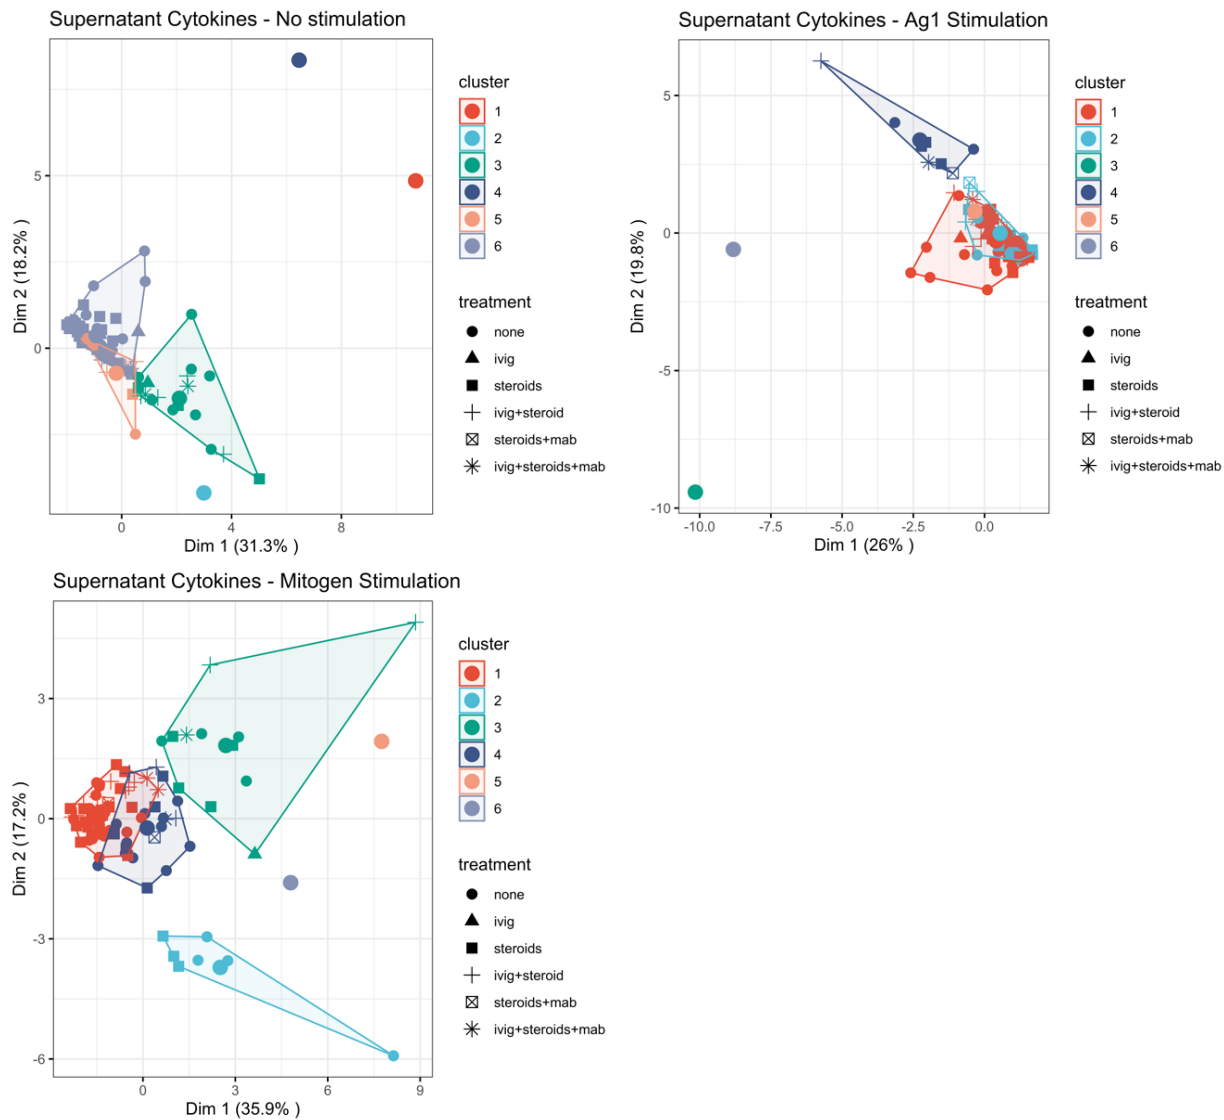 Supernatant Cytokines - No stimulation
Dim 2 (18.2% )
5
0
0
4
8
Dim 1 (31.3% )
cluster
1
2
3
4
5
6
treatment
none
ivig
steroids
ivig+steroid
steroids+mab
ivig+steroids+mab
Supernatant Cytokines - Ag1 Stimulation
Dim 2 (19.8% )
5
0
-5
-10
-10.0
-7.5
-5.0
-2.5
0.0
Dim 1 (26% )
cluster
1
2
3
4
5
6
treatment
none
ivig
steroids
ivig+steroid
steroids+mab
ivig+steroids+mab
Supernatant Cytokines - Mitogen Stimulation
Dim 2 (17.2% )
3
0
-3
-6
0
3
6
9
Dim 1 (35.9% )
cluster
1
2
3
4
5
6
treatment
none
ivig
steroids
ivig+steroid
steroids+mab
ivig+steroids+mab